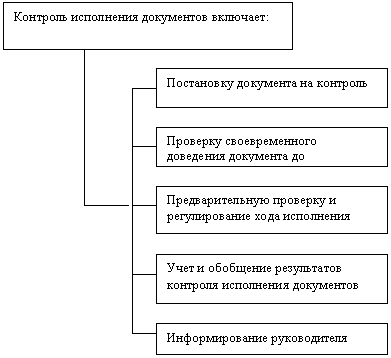 Контроль исполнения документов включает:
Постановку документа на контроль
Проверку своевременного
доведения документа до
Предварительную проверку и
регулирование хода исполнения
Учет и обобщение результатов
контроля исполнения документов
Информирование руководителя